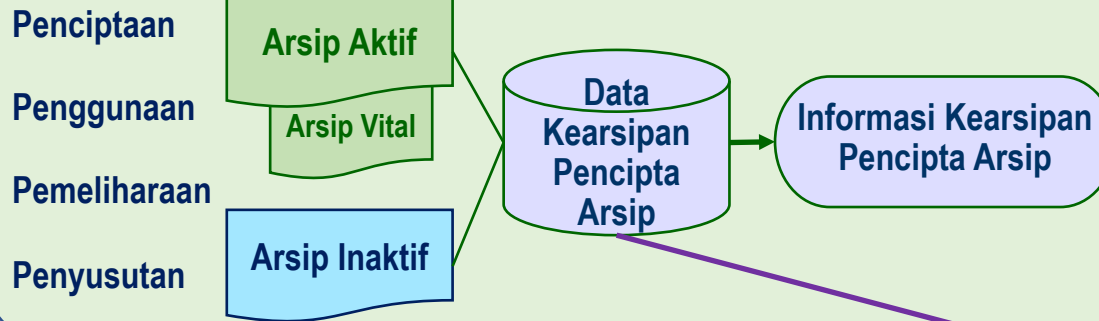 Penciptaan
Penggunaan
Pemeliharaan
Penyusutan
Arsip Aktif
Arsip Vital
Arsip Inaktif
Data
Kearsipan
Pencipta
Arsip
Informasi Kearsipan
Pencipta Arsip